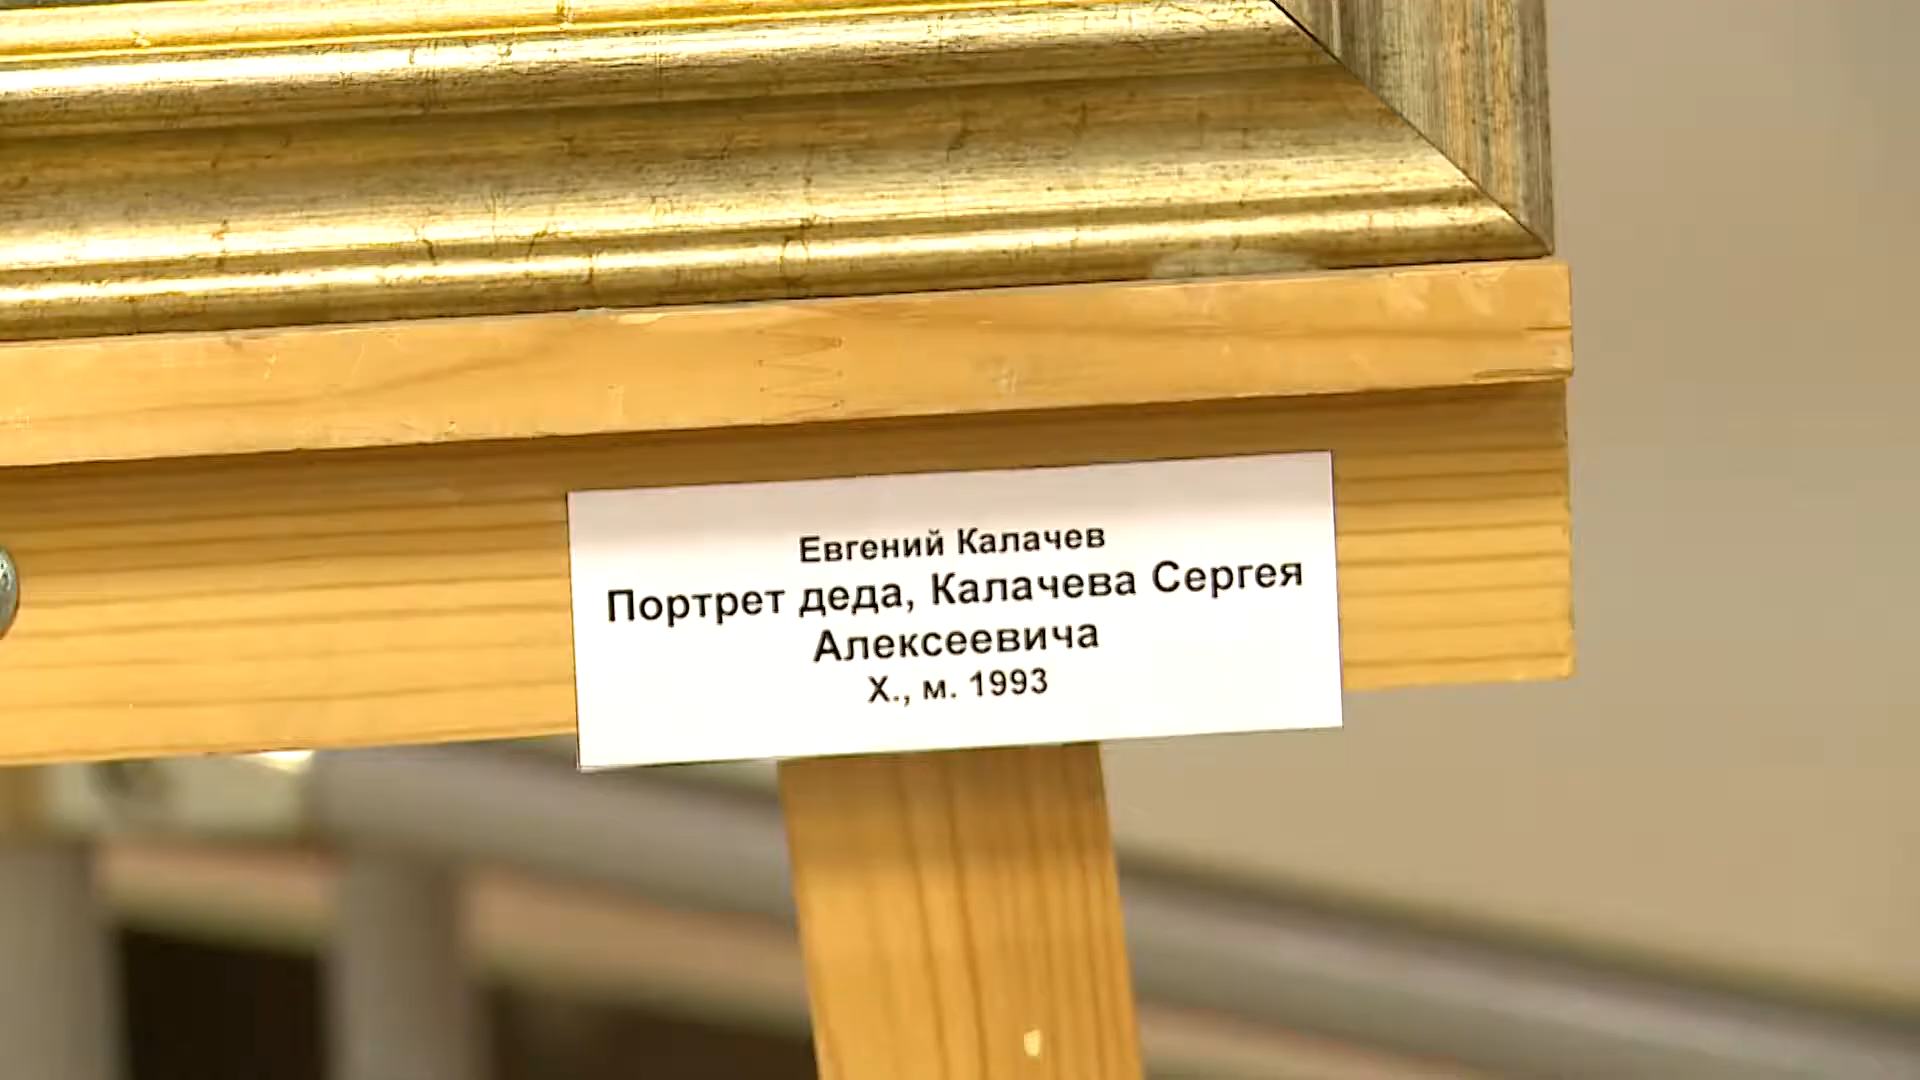 Евгений Калачев
Портрет деда, Калачева Сергея
Алексеевича
Х., м. 1993